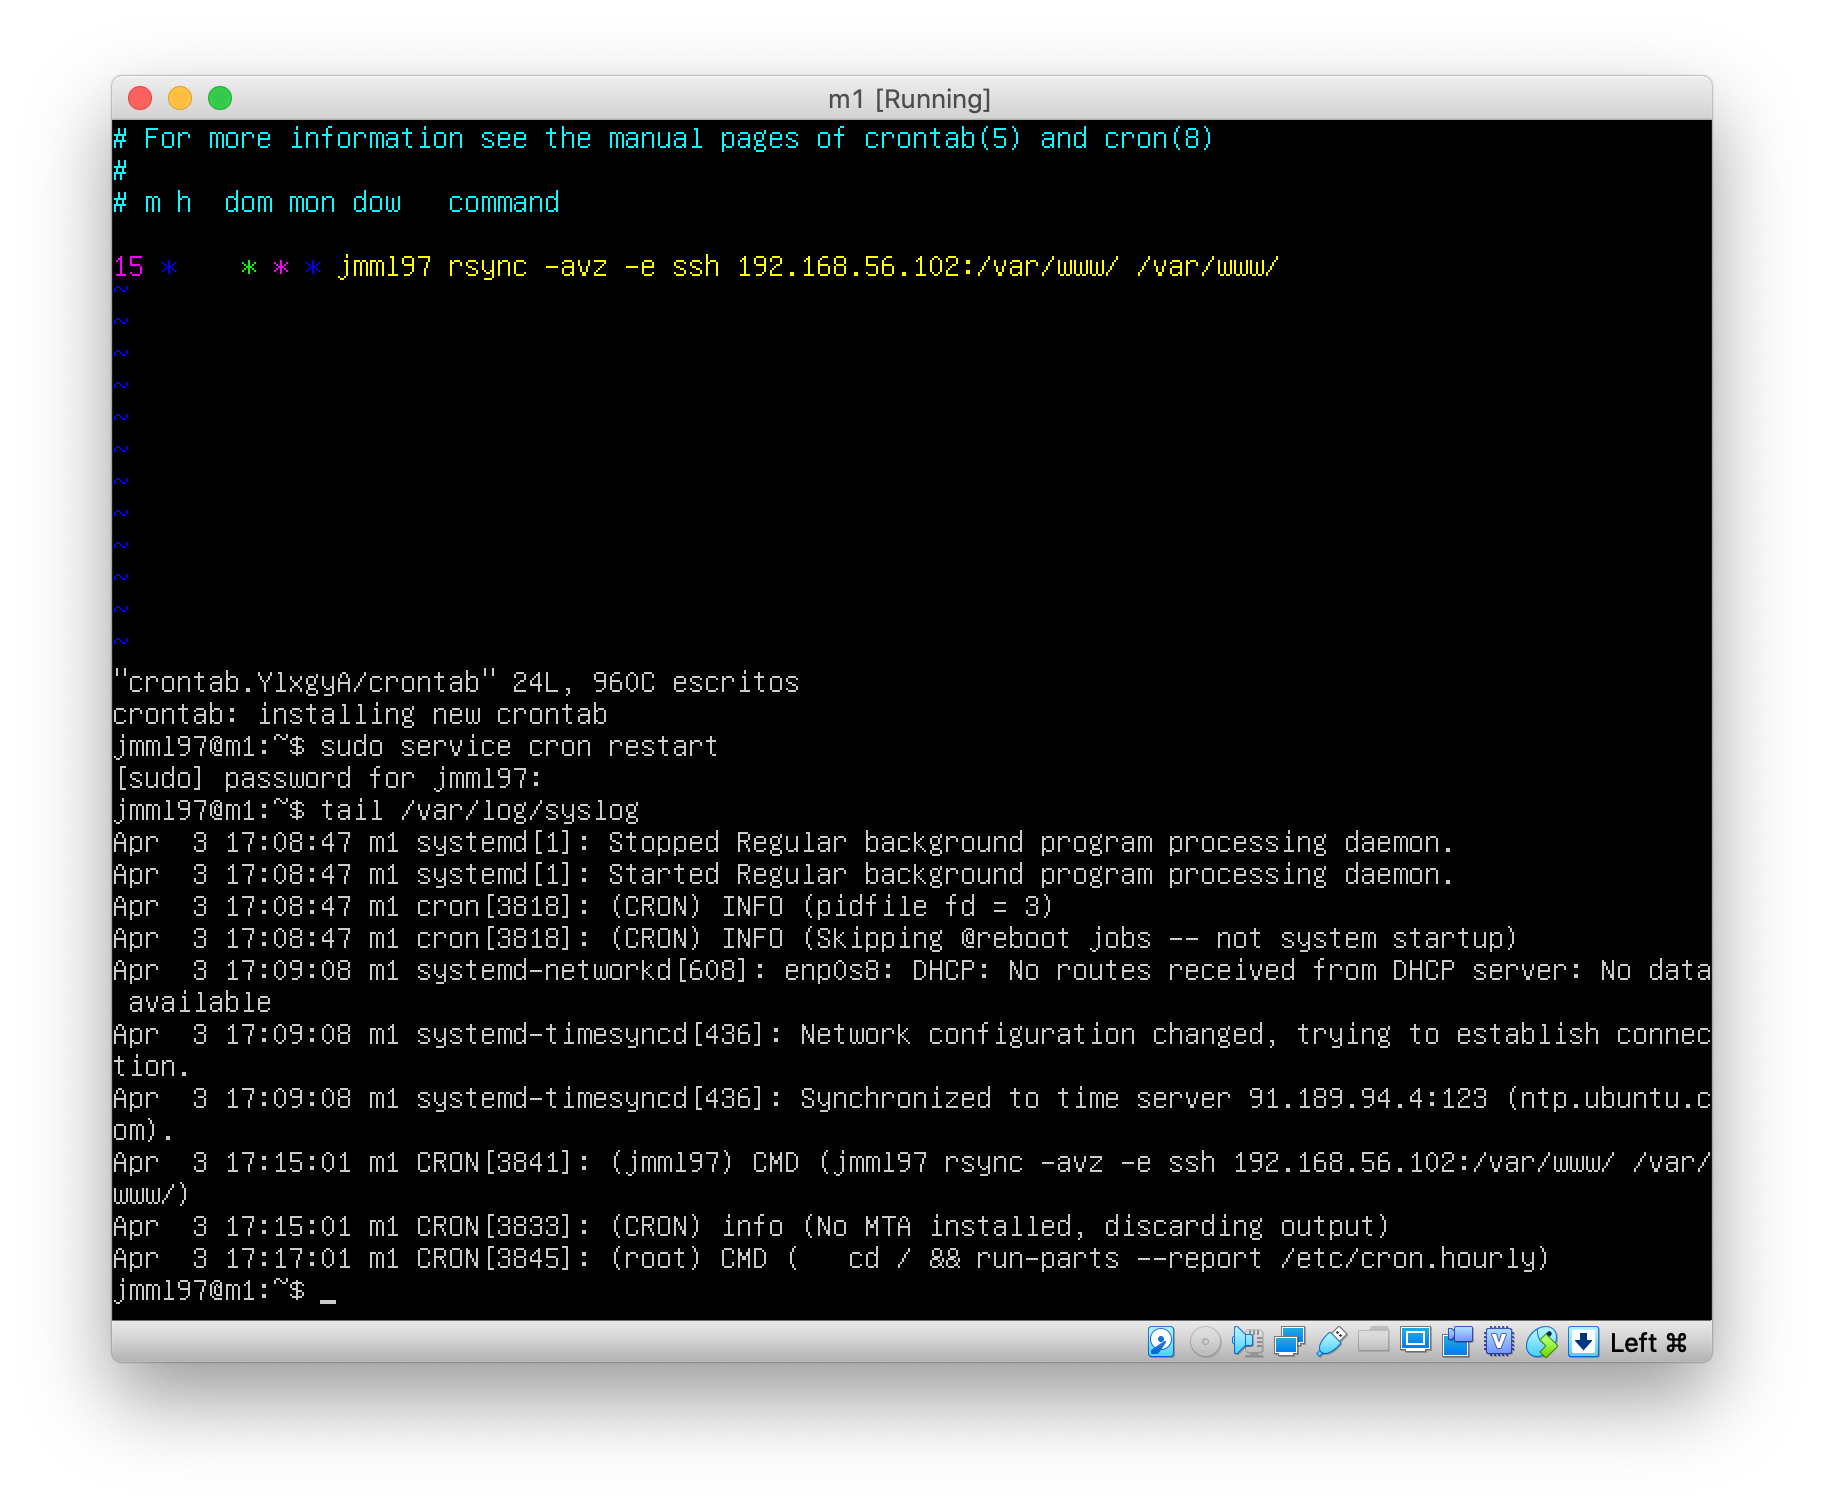 m1 [Running]
# For more information see the manual pages of crontab(5) and cron(8)
#
# m h  dom mon dow   command
15 *    * * * jmml97 rsync -avz -e ssh 192.168.56.102:/var/www/ /var/www/
~
~
~
~
~
~
~
~
~
~
~
~
"crontab.YlxgyA/crontab" 24L, 960C escritos
crontab: installing new crontab
jmml97@m1:~$ sudo service cron restart
[sudo] password for jmml97:
jmml97@m1:~$ tail /var/log/syslog
Apr  3 17:08:47 m1 systemd[1]: Stopped Regular background program processing daemon.
Apr  3 17:08:47 m1 systemd[1]: Started Regular background program processing daemon.
Apr  3 17:08:47 m1 cron[3818]: (CRON) INFO (pidfile fd = 3)
Apr  3 17:08:47 m1 cron[3818]: (CRON) INFO (Skipping @reboot jobs -- not system startup)
Apr  3 17:09:08 m1 systemd-networkd[608]: enp0s8: DHCP: No routes received from DHCP server: No data
 available
Apr  3 17:09:08 m1 systemd-timesyncd[436]: Network configuration changed, trying to establish connec
tion.
Apr  3 17:09:08 m1 systemd-timesyncd[436]: Synchronized to time server 91.189.94.4:123 (ntp.ubuntu.c
om).
Apr  3 17:15:01 m1 CRON[3841]: (jmml97) CMD (jmml97 rsync -avz -e ssh 192.168.56.102:/var/www/ /var/
www/)
Apr  3 17:15:01 m1 CRON[3833]: (CRON) info (No MTA installed, discarding output)
Apr  3 17:17:01 m1 CRON[3845]: (root) CMD (   cd / && run-parts --report /etc/cron.hourly)
jmml97@m1:~$ _
Left ⌘